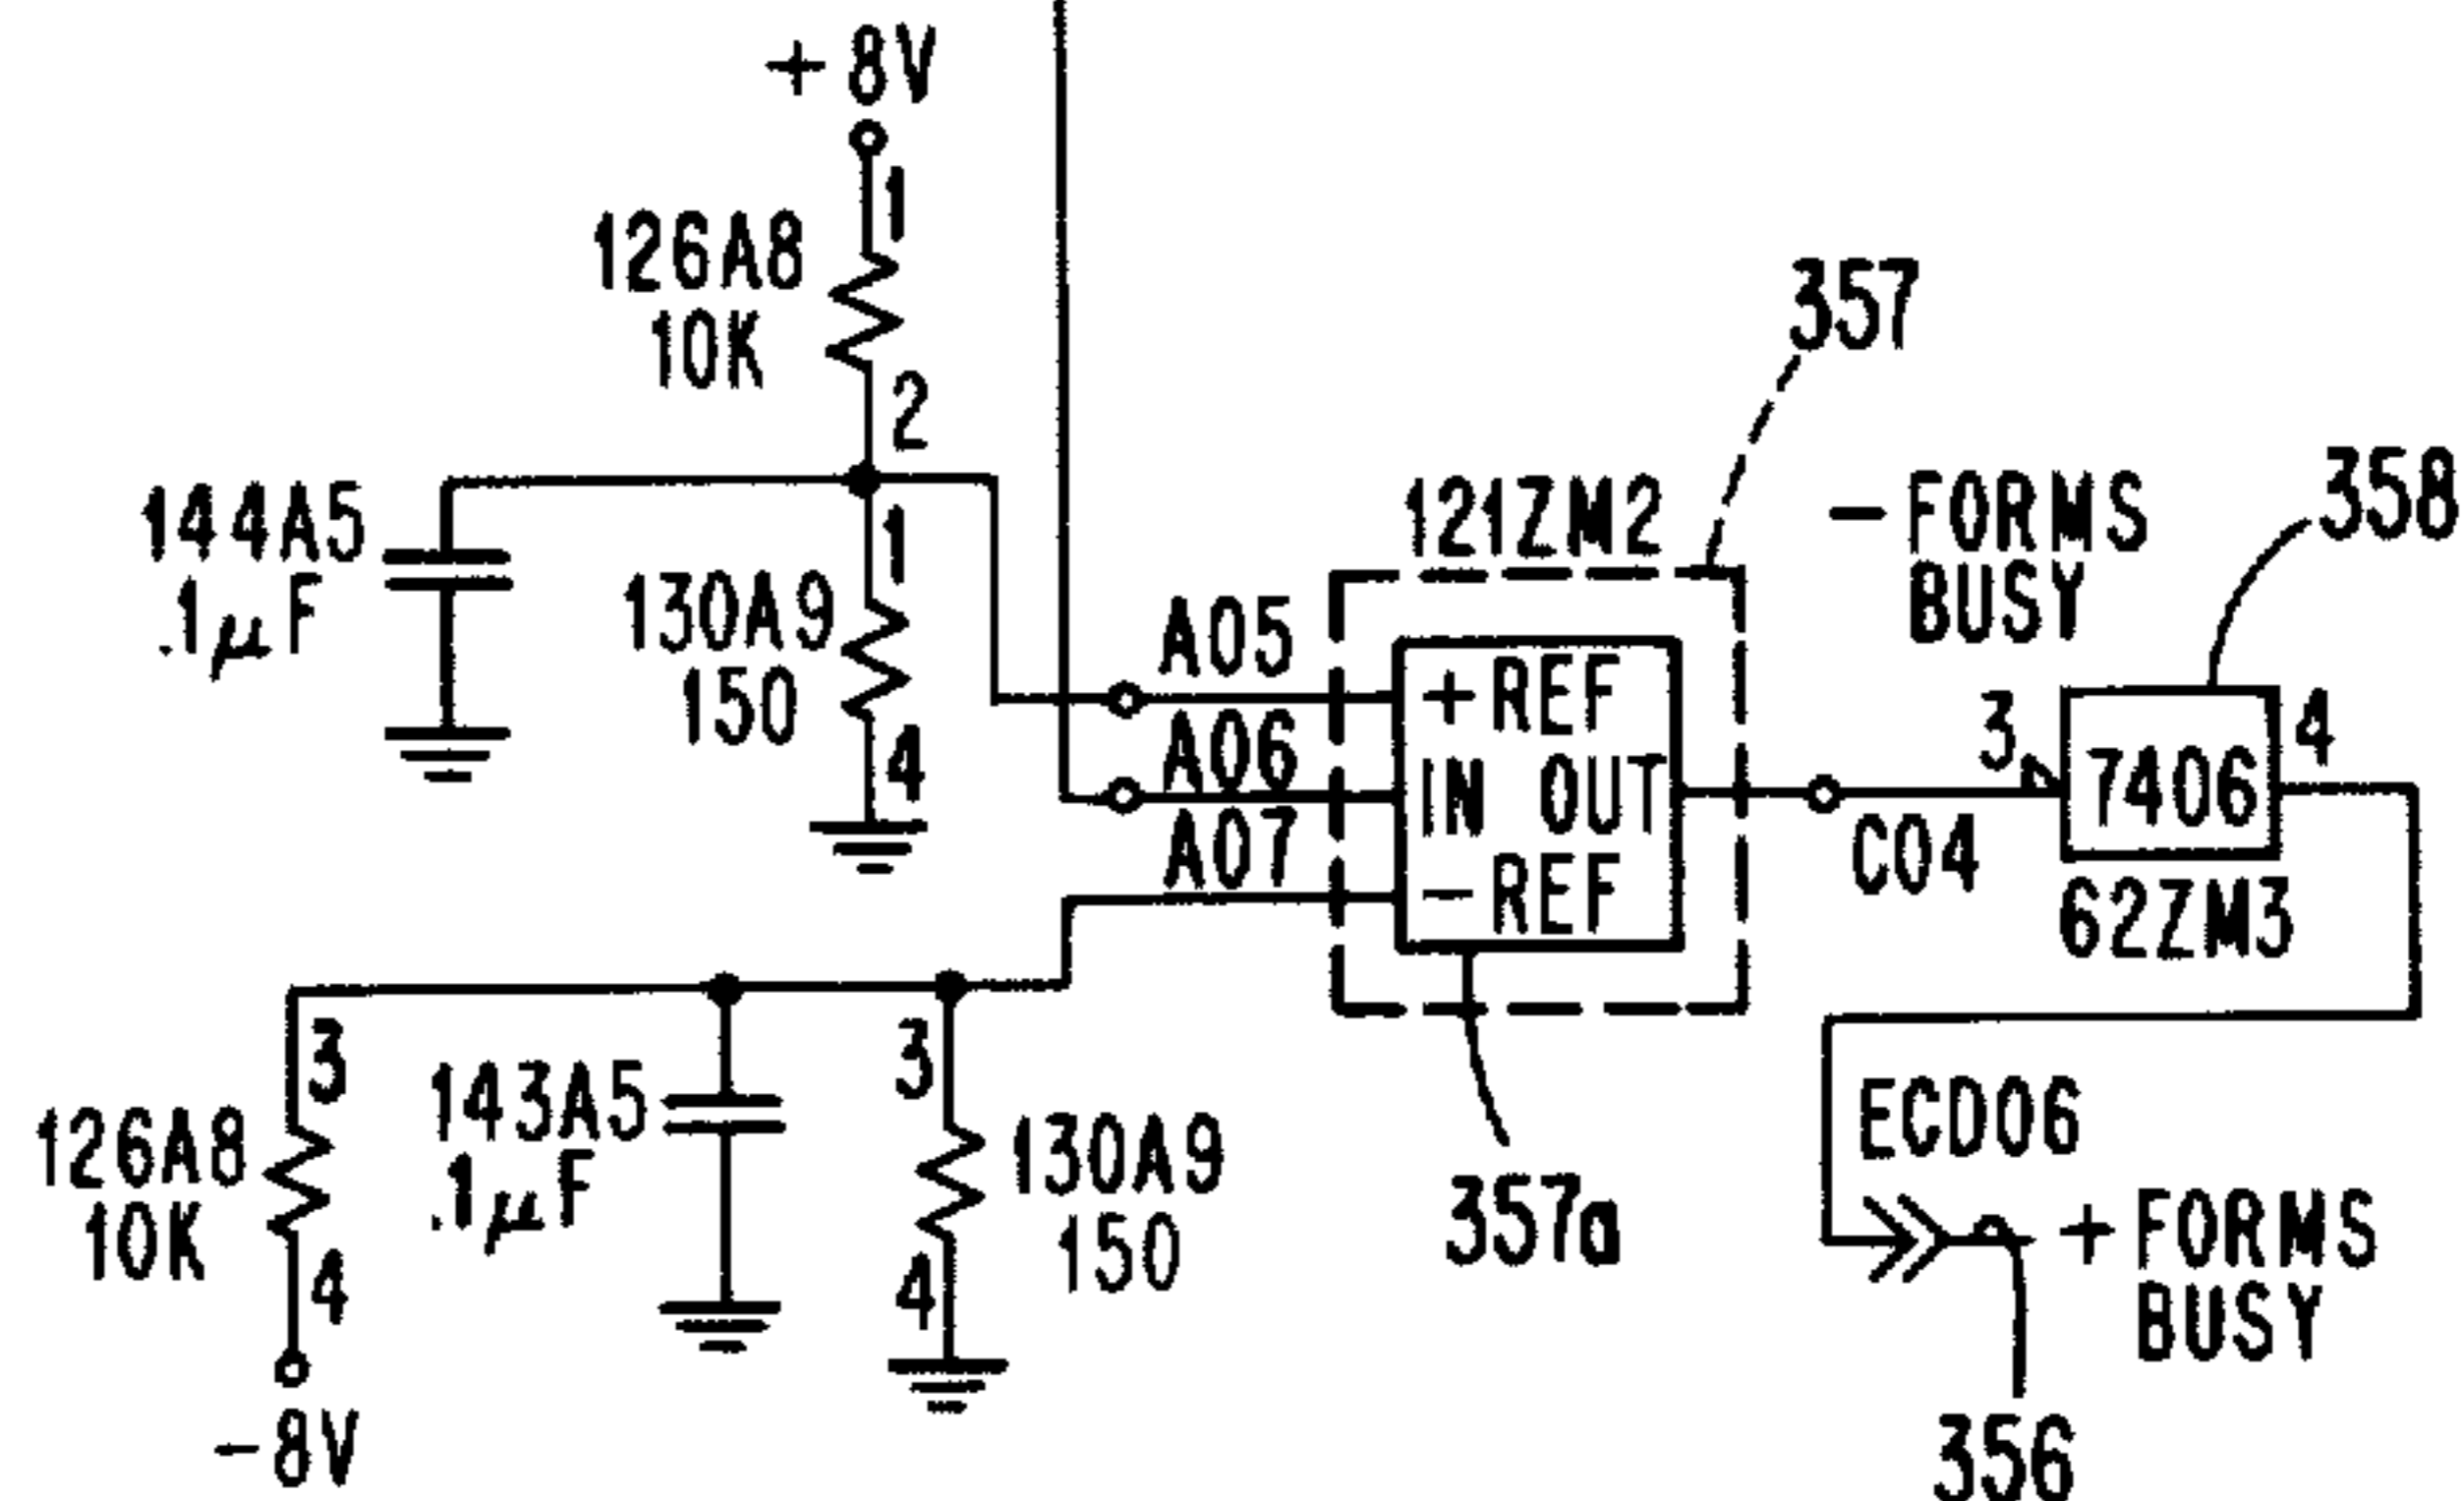 +8V
1
126A8
10K
2
357
144A5
.1µF
1
130A9
150
4
121ZM2
-FORMS
BUSY
358
A05
+REF
A06
IN OUT
A07
-REF
3
7406
4
C04
62ZM3
3
126A8
10K
4
-8V
143A5
.1µF
3
130A9
150
4
357a
ECD06
+FORMS
BUSY
356